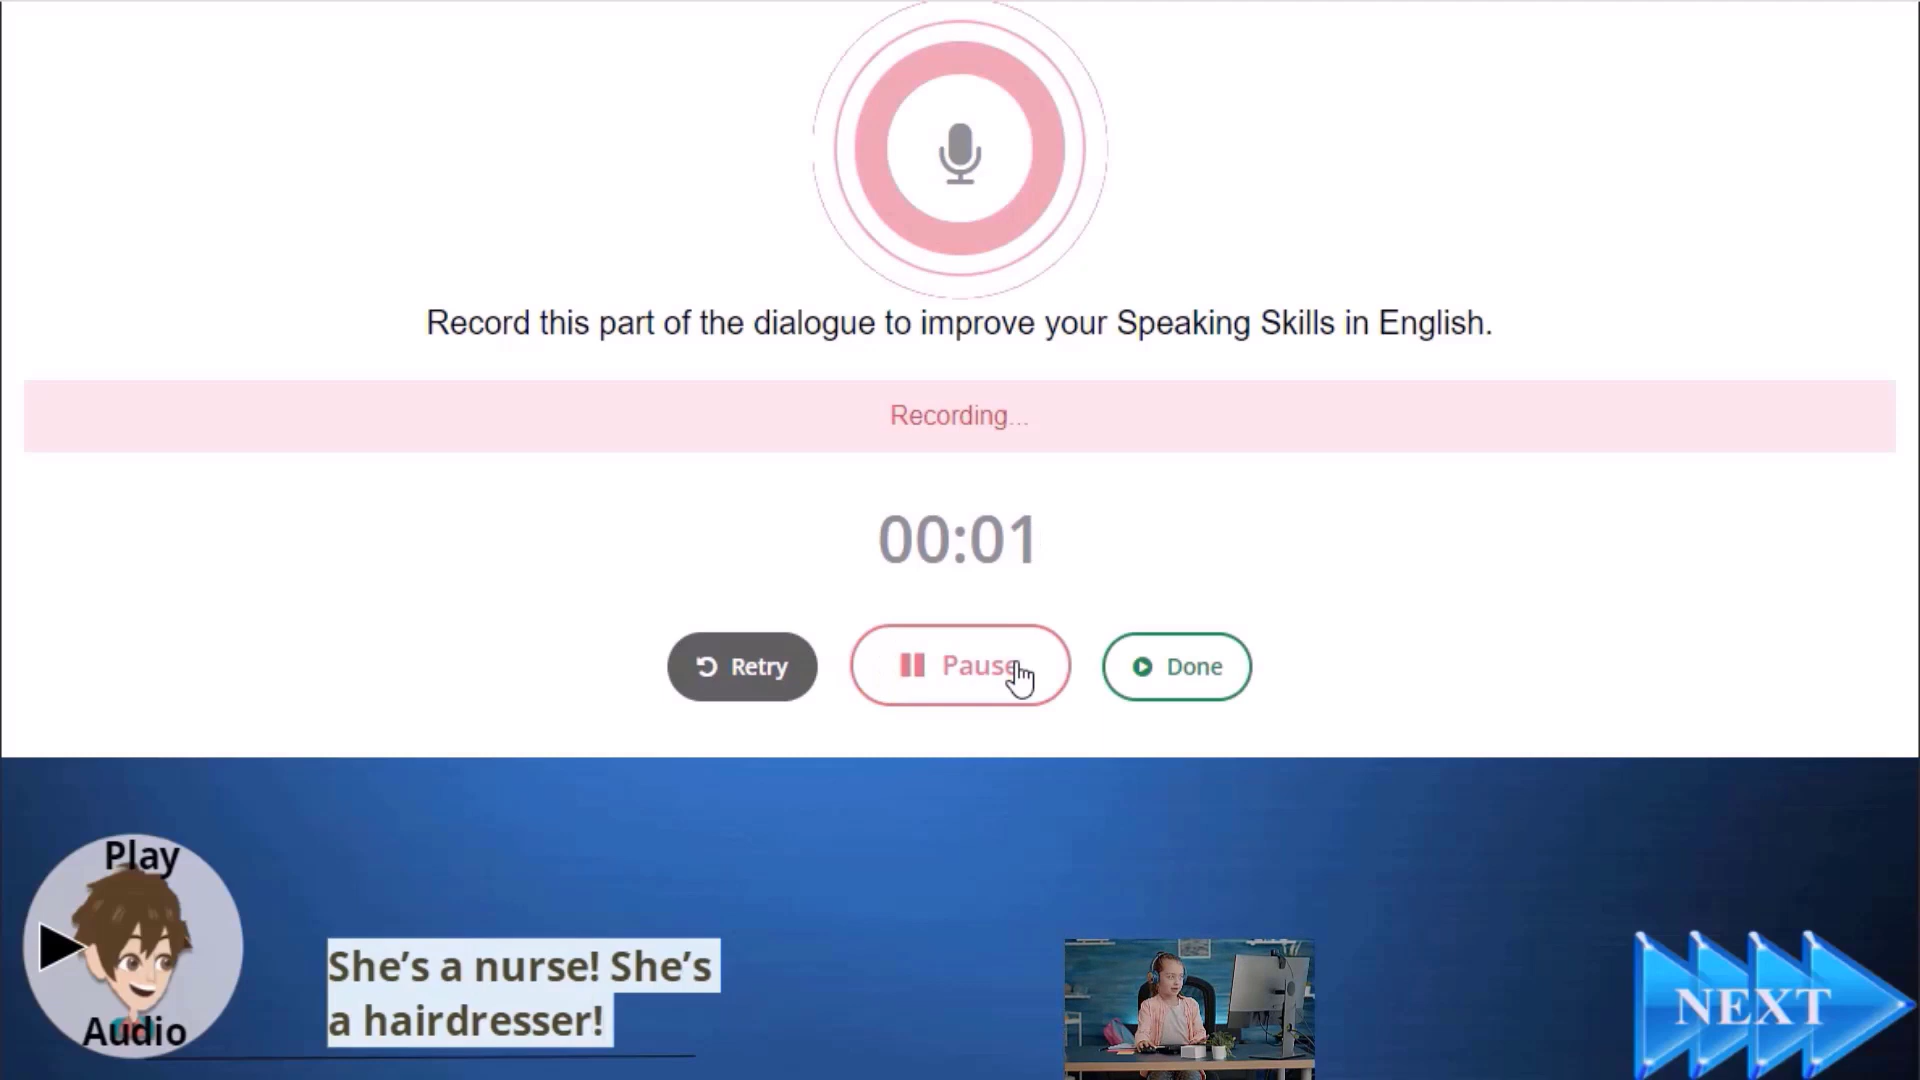 Record this part of the dialogue to improve your Speaking Skills in English.
Recording...
00:01
Retry
Pause
Done
Play
Audio
She’s a nurse! She’s
a hairdresser!
NEXT